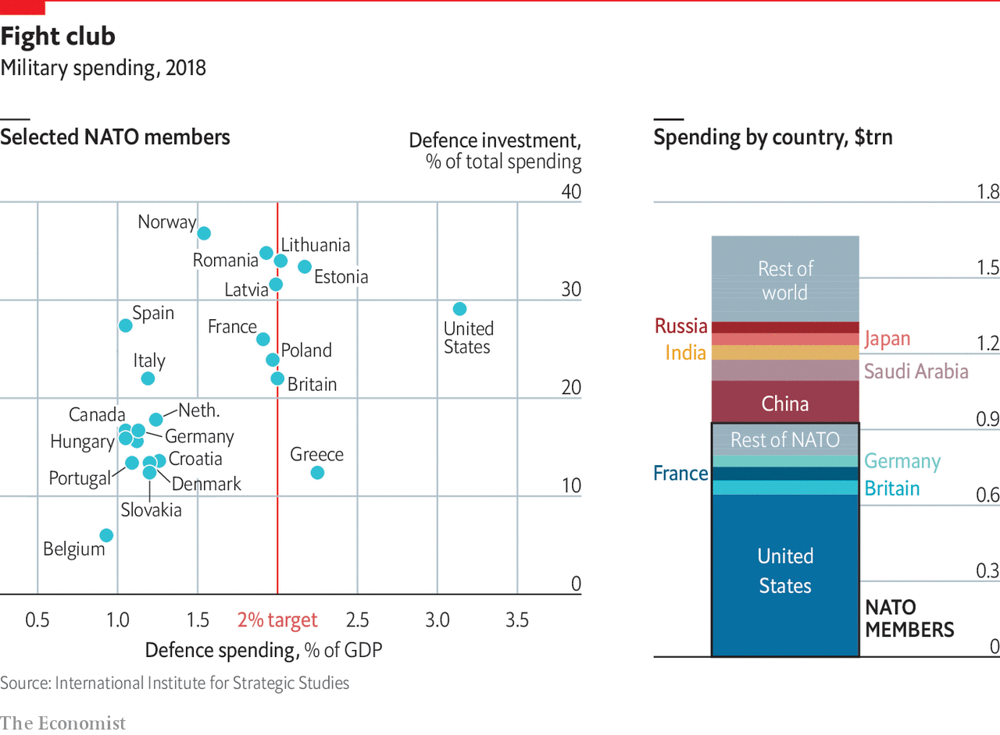 Fight club
Military spending, 2018
Selected NATO members
Defence investment,
% of total spending
40
30
20
10
0
Norway
Lithuania
Romania
Estonia
Latvia
Spain
France
United
States
Poland
Italy
Britain
Canada
Neth.
Hungary
Germany
Greece
Croatia
Portugal
Denmark
Slovakia
Belgium
0.5
1.0
1.5
2% target
2.5
3.0
3.5
Defence spending, % of GDP
Spending by country, $trn
1.8
1.5
1.2
0.9
0.6
0.3
0
Rest of
world
Russia
Japan
India
Saudi Arabia
China
Rest of NATO
Germany
France
Britain
United
States
NATO
MEMBERS
Source: International Institute for Strategic Studies
The Economist